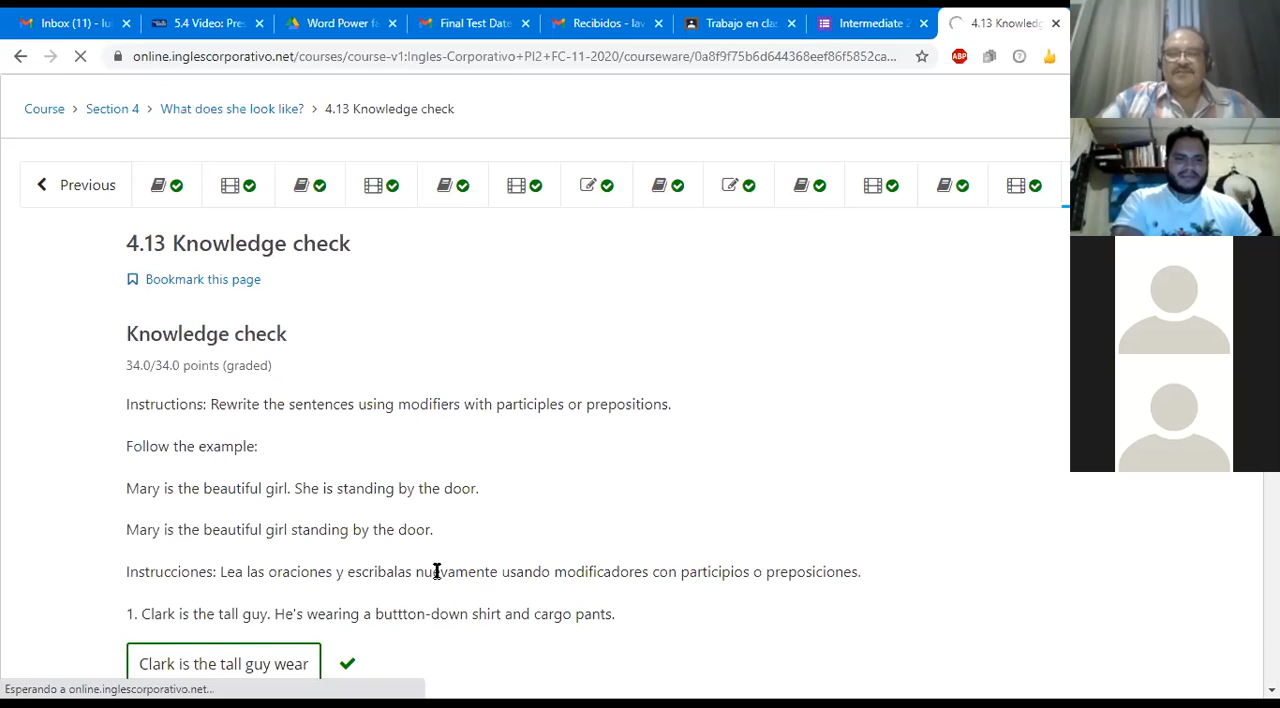 Inbox (11) - lu
5.4 Video: Pres
Word Power fa
Final Test Date
Recibidos - lav
Trabajo en cla
Intermediate 2
4.13 Knowledg
online.inglescorporativo.net/courses/course-v1:Ingles-Corporativo+PI2+FC-11-2020/courseware/0a8f9f75b6d644368eef86f5852ca...
ABP
Course > Section 4 > What does she look like? > 4.13 Knowledge check
Previous
4.13 Knowledge check
Bookmark this page
Knowledge check
34.0/34.0 points (graded)
Instructions: Rewrite the sentences using modifiers with participles or prepositions.
Follow the example:
Mary is the beautiful girl. She is standing by the door.
Mary is the beautiful girl standing by the door.
Instrucciones: Lea las oraciones y escribalas nuevamente usando modificadores con participios o preposiciones.
1. Clark is the tall guy. He's wearing a buttton-down shirt and cargo pants.
Clark is the tall guy wear
Esperando a online.inglescorporativo.net...